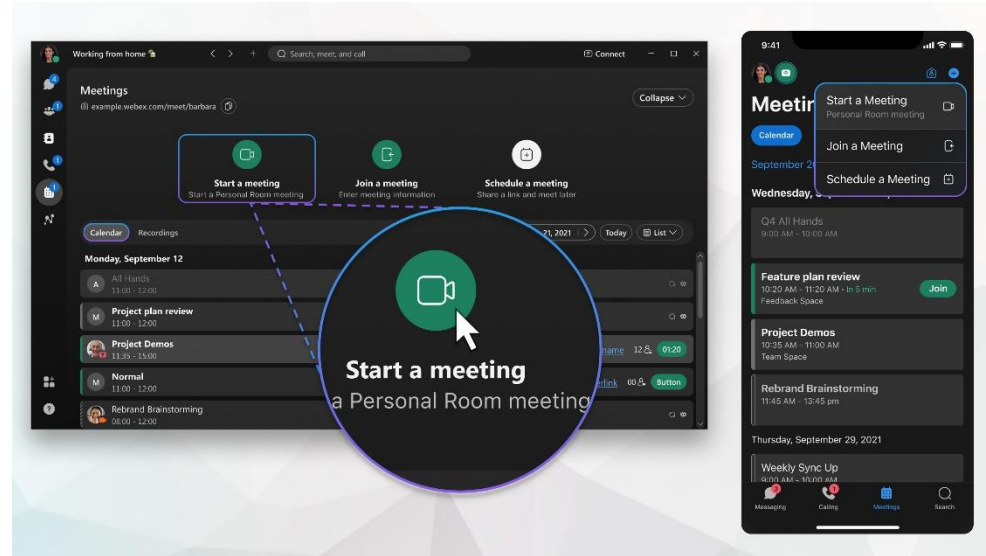 Working from home
Search, meet, and call
Connect
Meetings
example.webex.com/meet/barbara
Collapse
Start a meeting
Start a Personal Room meeting
Join a meeting
Enter meeting information
Schedule a meeting
Share a link and meet later
Calendar
Recordings
21, 2021
Today
List
Monday, September 12
A
All Hands
11:00 - 12:00
M
Project plan review
11:00 - 12:00
Project Demos
11:35 - 15:00
name
12
01:20
M
Normal
11:00 - 12:00
erlink
00
Button
Rebrand Brainstorming
08:00 - 12:00
Start a meeting
a Personal Room meeting
9:41
Meetin
Start a Meeting
Personal Room meeting
Join a Meeting
Schedule a Meeting
Calendar
September 2
Wednesday,
Q4 All Hands
9:00 AM - 10:00 AM
Feature plan review
10:20 AM - 11:20 AM - In 5 min
Feedback Space
Join
Project Demos
10:35 AM - 11:00 AM
Team Space
Rebrand Brainstorming
11:45 AM - 13:45 pm
Thursday, September 29, 2021
Weekly Sync Up
9:00 AM - 10:00 AM
Messaging
Calling
Meetings
Search